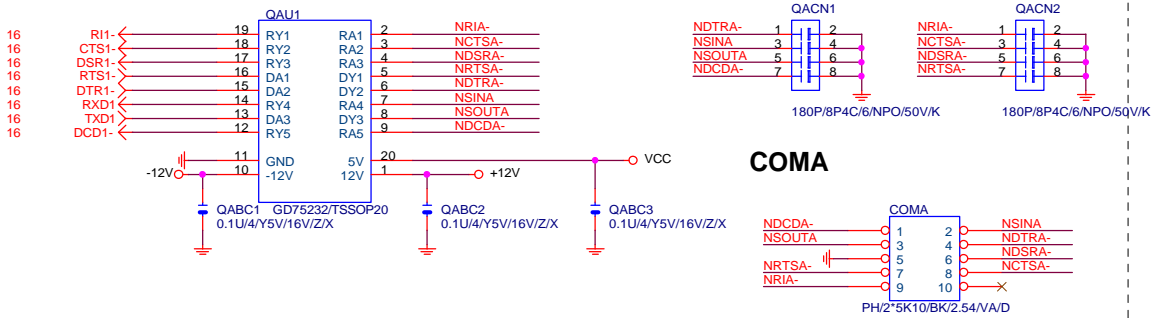 QAU1
16 RI1- 19 RY1 RA1 2 NRIA-
16 CTS1- 18 RY2 RA2 3 NCTSA-
16 DSR1- 17 RY3 RA3 4 NDSRA-
16 RTS1- 16 DA1 DY1 5 NRTSA-
16 DTR1- 15 DA2 DY2 6 NDTRA-
16 RXD1 14 RY4 RA4 7 NSINA
16 TXD1 13 DA3 DY3 8 NSOUTA
16 DCD1- 12 RY5 RA5 9 NDCDA-
11 GND 5V 20 VCC
-12V 10 -12V 12V 1 +12V
GD75232/TSSOP20
QABC1
0.1U/4/Y5V/16V/Z/X
QABC2
0.1U/4/Y5V/16V/Z/X
QABC3
0.1U/4/Y5V/16V/Z/X
QACN1
NDTRA- 1 2
NSINA 3 4
NSOUTA 5 6
NDCDA- 7 8
180P/8P4C/6/NPO/50V/K
QACN2
NRIA- 1 2
NCTSA- 3 4
NDSRA- 5 6
NRTSA- 7 8
180P/8P4C/6/NPO/50V/K
COMA
COMA
NDCDA- 1 2 NSINA
NSOUTA 3 4 NDTRA-
5 6 NDSRA-
NRTSA- 7 8 NCTSA-
NRIA- 9 10
PH/2*5K10/BK/2.54/VA/D